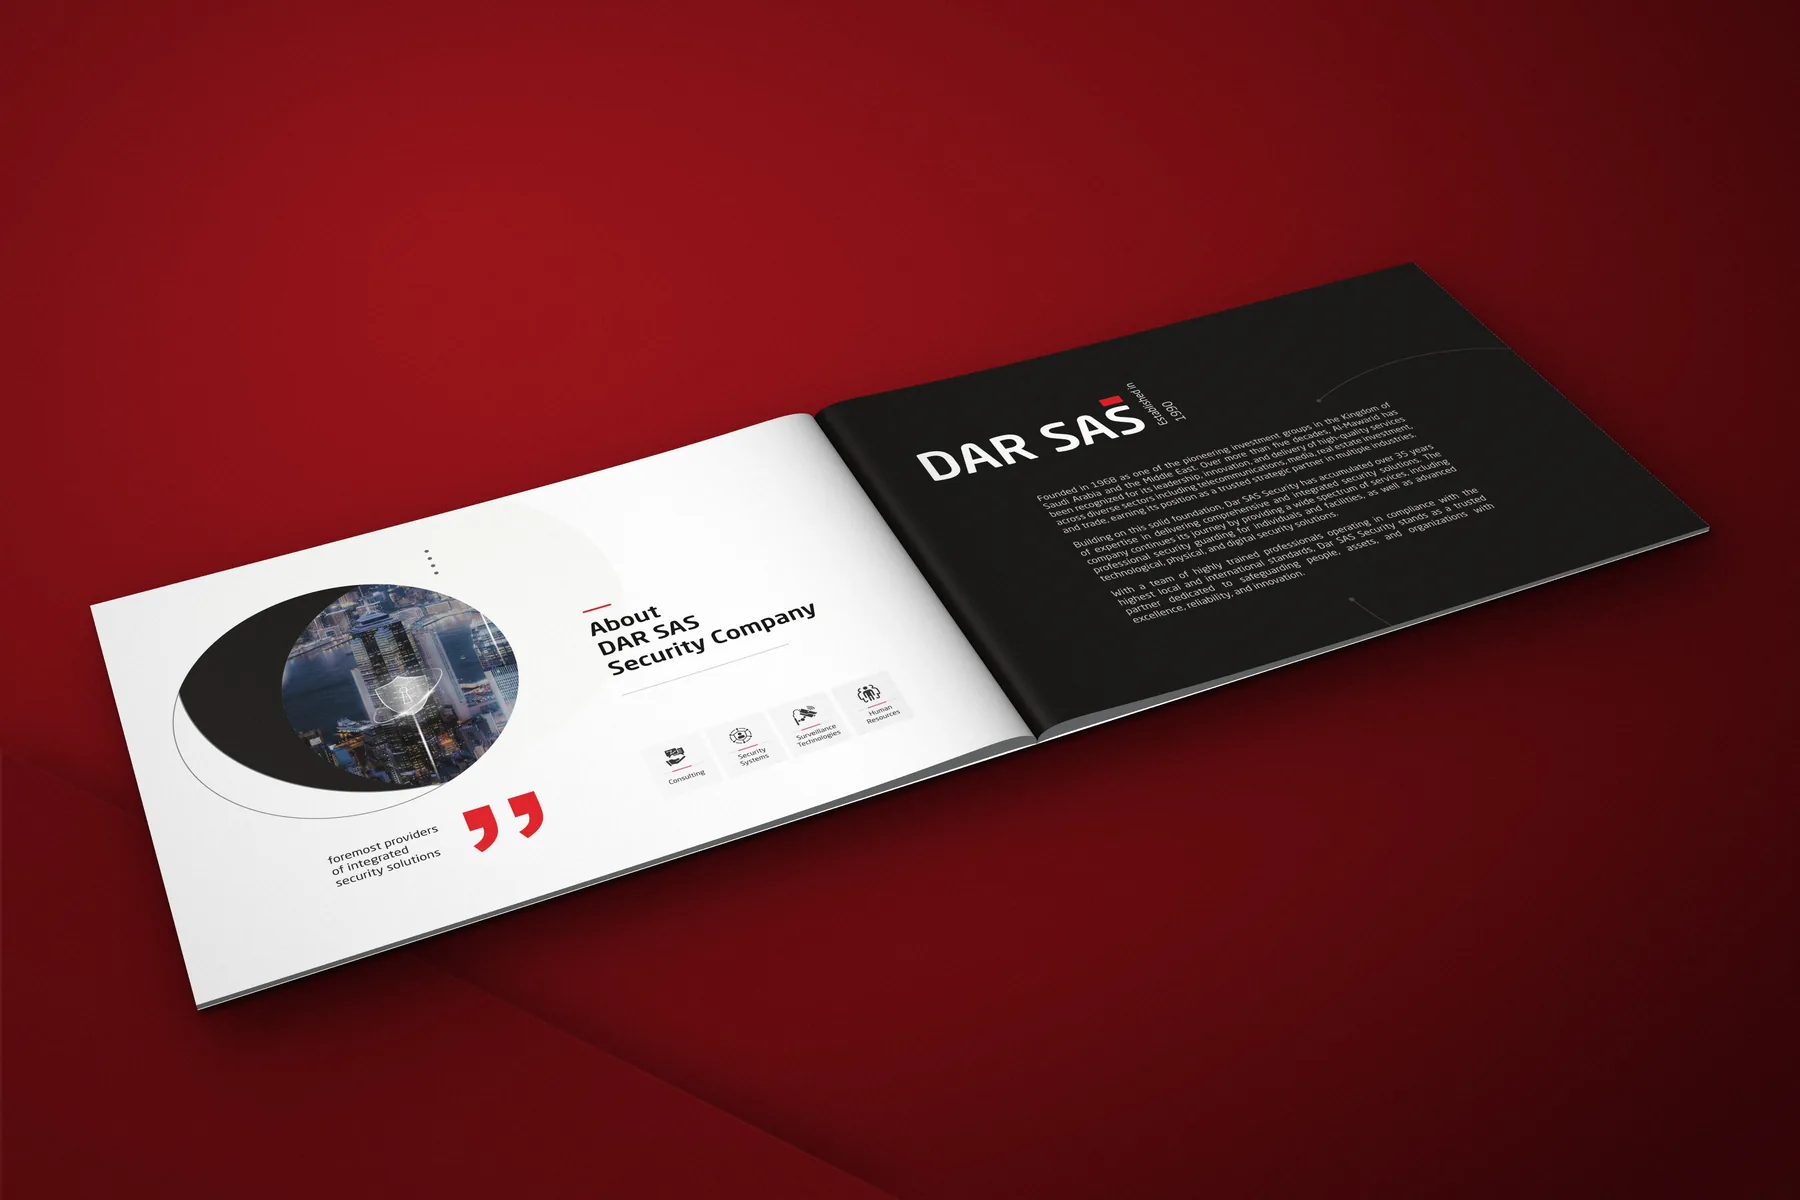 About
DAR SAS
Security Company
Consulting
Security
Systems
Surveillance
Technologies
Human
Resources
foremost providers
of integrated
security solutions
DAR SAS
Established in
1990
Founded in 1968 as one of the pioneering investment groups in the Kingdom of
Saudi Arabia and the Middle East. Over more than five decades, Al-Mawarid has
been recognized for its leadership, innovation, and delivery of high-quality services
across diverse sectors including telecommunications, media, real estate investment,
and trade, earning its position as a trusted strategic partner in multiple industries.
Building on this solid foundation, Dar SAS Security has accumulated over 35 years
of expertise in delivering comprehensive and integrated security solutions. The
company continues its journey by providing a wide spectrum of services, including
professional security guarding for individuals and facilities, as well as advanced
technological, physical, and digital security solutions.
With a team of highly trained professionals operating in compliance with the
highest local and international standards, Dar SAS Security stands as a trusted
partner dedicated to safeguarding people, assets, and organizations with
excellence, reliability, and innovation.